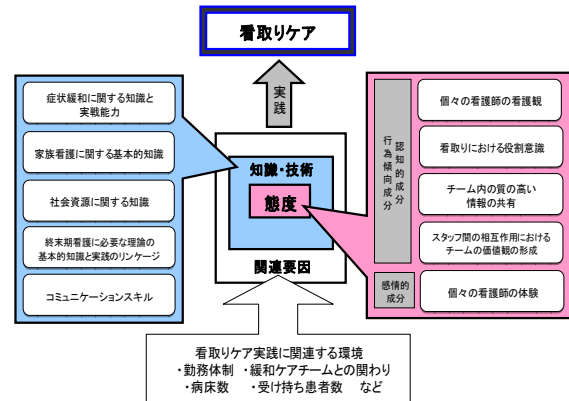 看取りケア
実践
症状緩和に関する知識と
実戦能力
家族看護に関する基本的知識
社会資源に関する知識
終末期看護に必要な理論の
基本的知識と実践のリンケージ
コミュニケーションスキル
知識・技術
態度
関連要因
認知的成分
行為傾向成分
個々の看護師の看護観
看取りにおける役割意識
チーム内の質の高い
情報の共有
スタッフ間の相互作用における
チームの価値観の形成
感情的
成分
個々の看護師の体験
看取りケア実践に関連する環境
・勤務体制 ・緩和ケアチームとの関わり
・病床数 ・受け持ち患者数 など